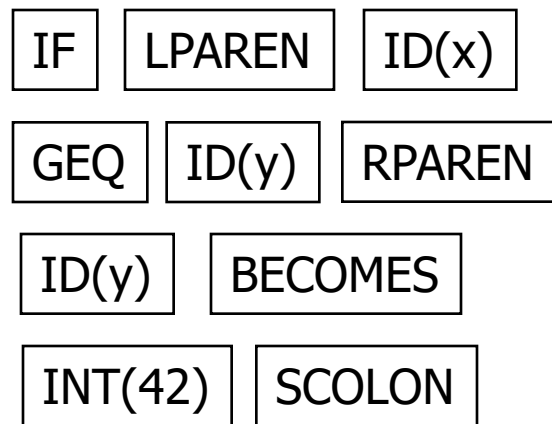 IF LPAREN ID(x)
GEQ ID(y) RPAREN
ID(y) BECOMES
INT(42) SCOLON